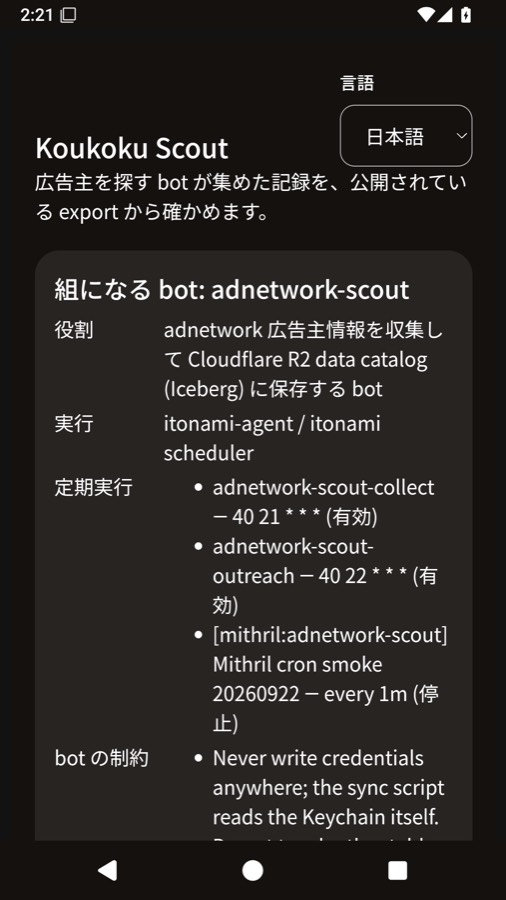 2:21
言語
日本語
Koukoku Scout
広告主を探す bot が集めた記録を、公開されてい
る export から確かめます。
組になる bot: adnetwork-scout
役割
adnetwork 広告主情報を収集し
て Cloudflare R2 data catalog
(Iceberg) に保存する bot
実行
itonami-agent / itonami
scheduler
定期実行
• adnetwork-scout-collect
— 40 21 * * * (有効)
• adnetwork-scout-
outreach — 40 22 * * * (有
効)
• [mithril:adnetwork-scout]
Mithril cron smoke
20260922 — every 1m (停
止)
bot の制約
• Never write credentials
anywhere; the sync script
reads the Keychain itself.